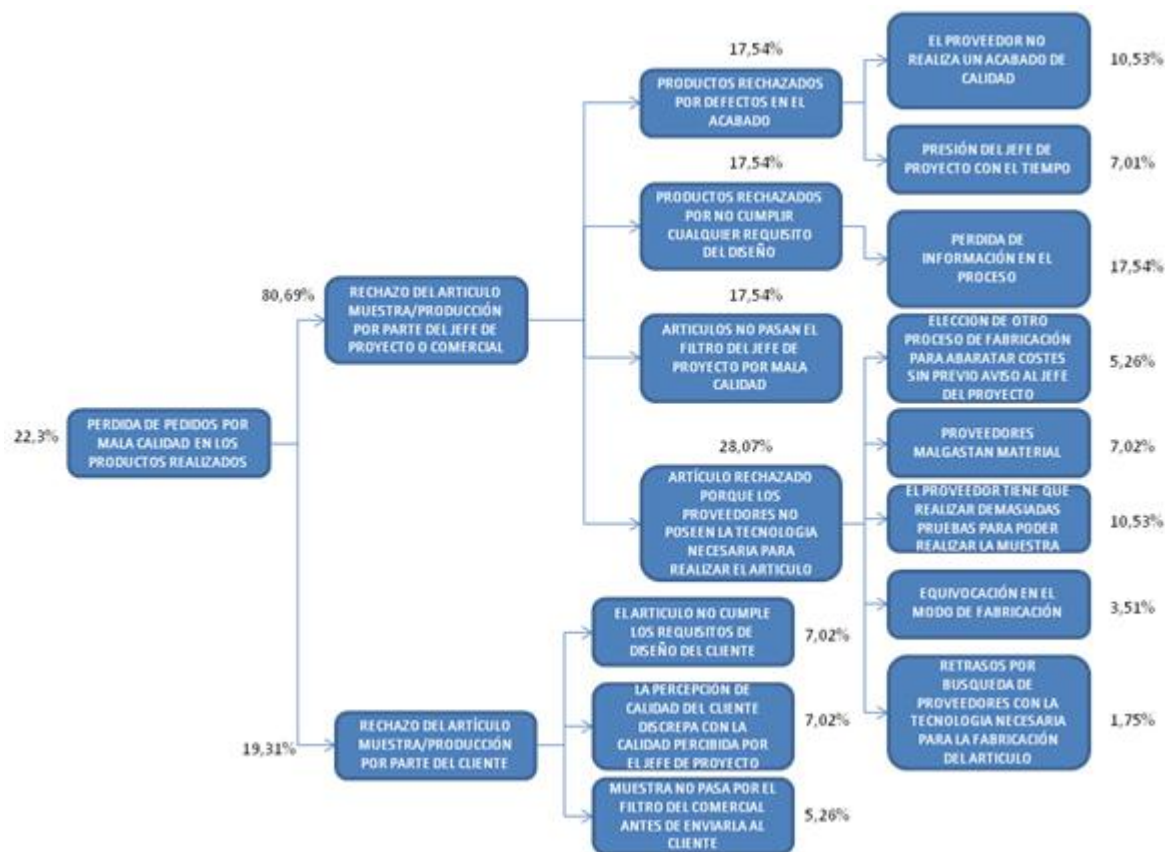 22,3%
PERDIDA DE PEDIDOS POR
MALA CALIDAD EN LOS
PRODUCTOS REALIZADOS
80,69%
RECHAZO DEL ARTICULO
MUESTRA/PRODUCCIÓN
POR PARTE DEL JEFE DE
PROYECTO O COMERCIAL
19,31%
RECHAZO DEL ARTÍCULO
MUESTRA/PRODUCCIÓN
POR PARTE DEL CLIENTE
17,54%
PRODUCTOS RECHAZADOS
POR DEFECTOS EN EL
ACABADO
17,54%
PRODUCTOS RECHAZADOS
POR NO CUMPLIR
CUALQUIER REQUISITO
DEL DISEÑO
17,54%
ARTICULOS NO PASAN EL
FILTRO DEL JEFE DE
PROYECTO POR MALA
CALIDAD
28,07%
ARTÍCULO RECHAZADO
PORQUE LOS
PROVEEDORES NO
POSEEN LA TECNOLOGIA
NECESARIA PARA
REALIZAR EL ARTICULO
EL ARTICULO NO CUMPLE
LOS REQUISITOS DE
DISEÑO DEL CLIENTE
7,02%
LA PERCEPCIÓN DE
CALIDAD DEL CLIENTE
DISCREPA CON LA
CALIDAD PERCIBIDA POR
EL JEFE DE PROYECTO
7,02%
MUESTRA NO PASA POR EL
FILTRO DEL COMERCIAL
ANTES DE ENVIARLA AL
CLIENTE
5,26%
EL PROVEEDOR NO
REALIZA UN ACABADO DE
CALIDAD
10,53%
PRESIÓN DEL JEFE DE
PROYECTO CON EL TIEMPO
7,01%
PERDIDA DE
INFORMACIÓN EN EL
PROCESO
17,54%
ELECCIÓN DE OTRO
PROCESO DE FABRICACIÓN
PARA ABARATAR COSTES
SIN PREVIO AVISO AL JEFE
DEL PROYECTO
5,26%
PROVEEDORES
MALGASTAN MATERIAL
7,02%
EL PROVEEDOR TIENE QUE
REALIZAR DEMASIADAS
PRUEBAS PARA PODER
REALIZAR LA MUESTRA
10,53%
EQUIVOCACIÓN EN EL
MODO DE FABRICACIÓN
3,51%
RETRASOS POR
BUSQUEDA DE
PROVEEDORES CON LA
TECNOLOGIA NECESARIA
PARA LA FABRICACIÓN
DEL ARTICULO
1,75%